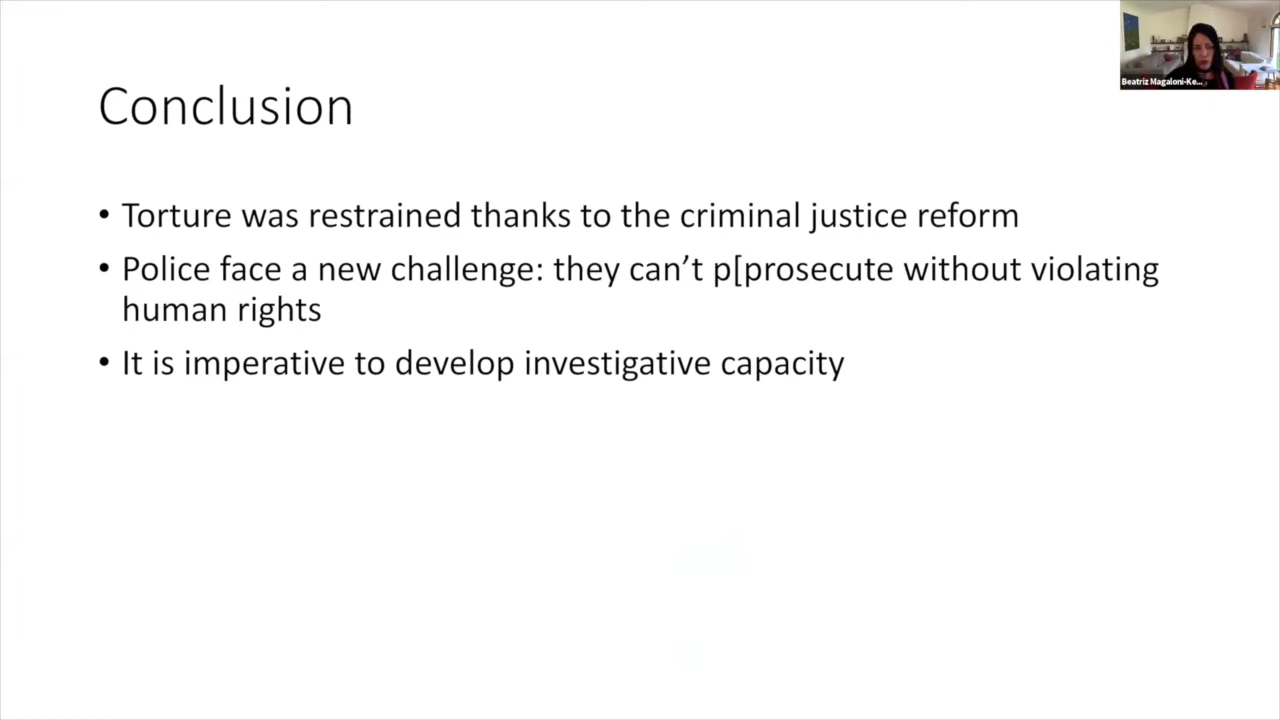 Beatriz Magaloni-Ke...
Conclusion
• Torture was restrained thanks to the criminal justice reform
• Police face a new challenge: they can’t p[prosecute without violating
human rights
• It is imperative to develop investigative capacity